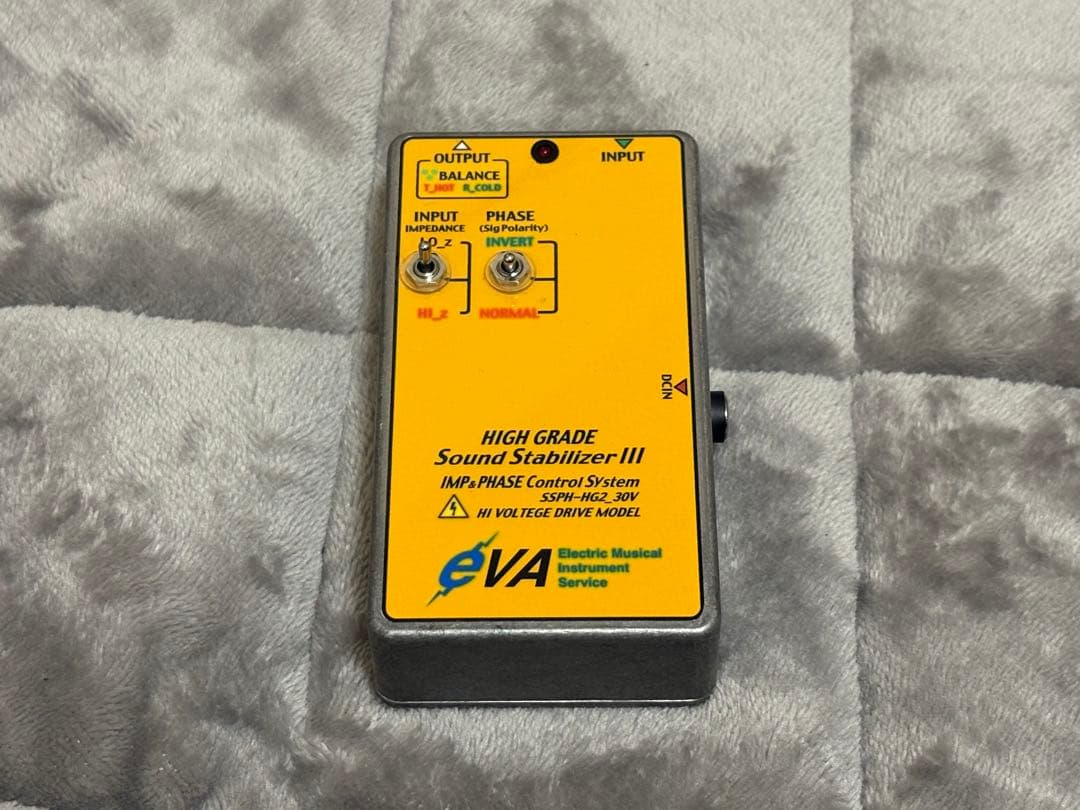 OUTPUT
BALANCE
T_HOT R_COLD
INPUT
INPUT
IMPEDANCE
LO_z
HI_z
PHASE
(Sig Polarity)
INVERT
NORMAL
DCIN
HIGH GRADE
Sound Stabilizer III
IMP&PHASE Control SYstem
SSPH-HG2_30V
HI VOLTEGE DRIVE MODEL
eVA
Electric Musical
Instrument
Service